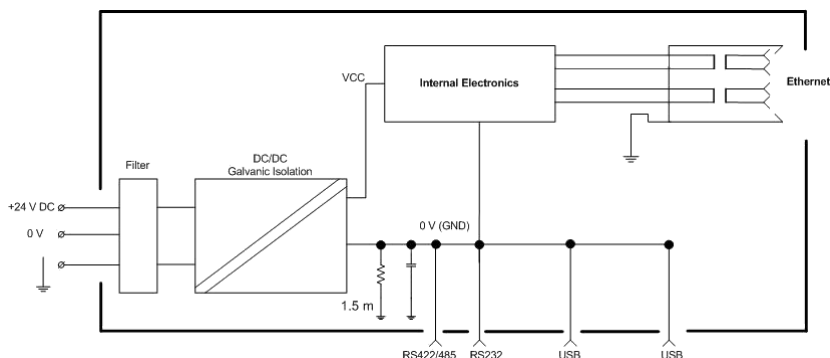 VCC
Internal Electronics
Ethernet
Filter
DC/DC
Galvanic Isolation
+24 V DC
0 V
0 V (GND)
1.5 m
RS422/485 RS232 USB USB